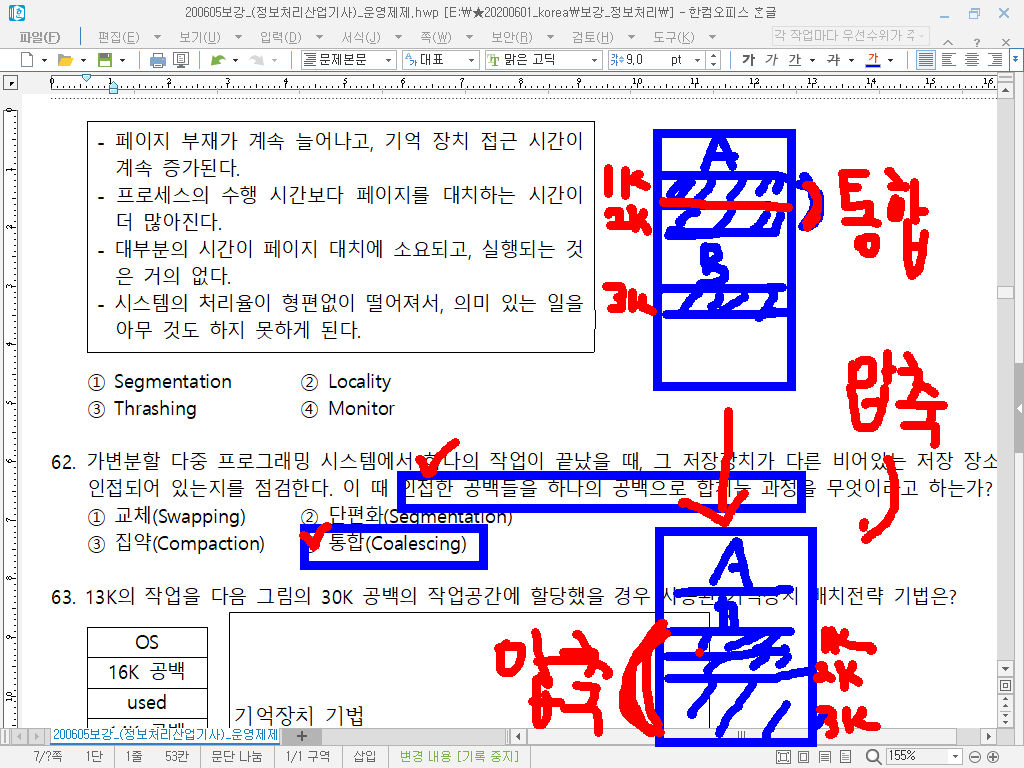 200605보강_(정보처리산업기사)_운영제제.hwp [E:₩★20200601_korea₩보강_정보처리₩] - 한컴오피스 한글
파일(F) 편집(E) 보기(U) 입력(D) 서식(J) 쪽(W) 보안(R) 검토(H) 도구(K) 각 작업마다 우선수위가 주
문제본문 대표 맑은 고딕 9,0 pt 가 가 가 가 가
- 페이지 부재가 계속 늘어나고, 기억 장치 접근 시간이
계속 증가된다.
- 프로세스의 수행 시간보다 페이지를 대치하는 시간이
더 많아진다.
- 대부분의 시간이 페이지 대치에 소요되고, 실행되는 것
은 거의 없다.
- 시스템의 처리율이 형편없이 떨어져서, 의미 있는 일을
아무 것도 하지 못하게 된다.
A
1K
2K
통합
B
3K
① Segmentation ② Locality
③ Thrashing ④ Monitor
압축
62. 가변분할 다중 프로그래밍 시스템에서 하나의 작업이 끝났을 때, 그 저장장치가 다른 비어있는 저장 장소
인접되어 있는지를 점검한다. 이 때 인접한 공백들을 하나의 공백으로 합치는 과정을 무엇이라고 하는가?
① 교체(Swapping) ② 단편화(Segmentation)
③ 집약(Compaction) 통합(Coalescing)
63. 13K의 작업을 다음 그림의 30K 공백의 작업공간에 할당했을 경우 사용된 기억장치 배치전략 기법은?
A
B
1K
2K
3K
압축
OS
16K 공백
used
기억장치 기법
200605보강_(정보처리산업기사)_운영제제
7/?쪽 1단 1줄 53칸 문단 나눔 1/1 구역 삽입 변경 내용 [기록 중지] 155%